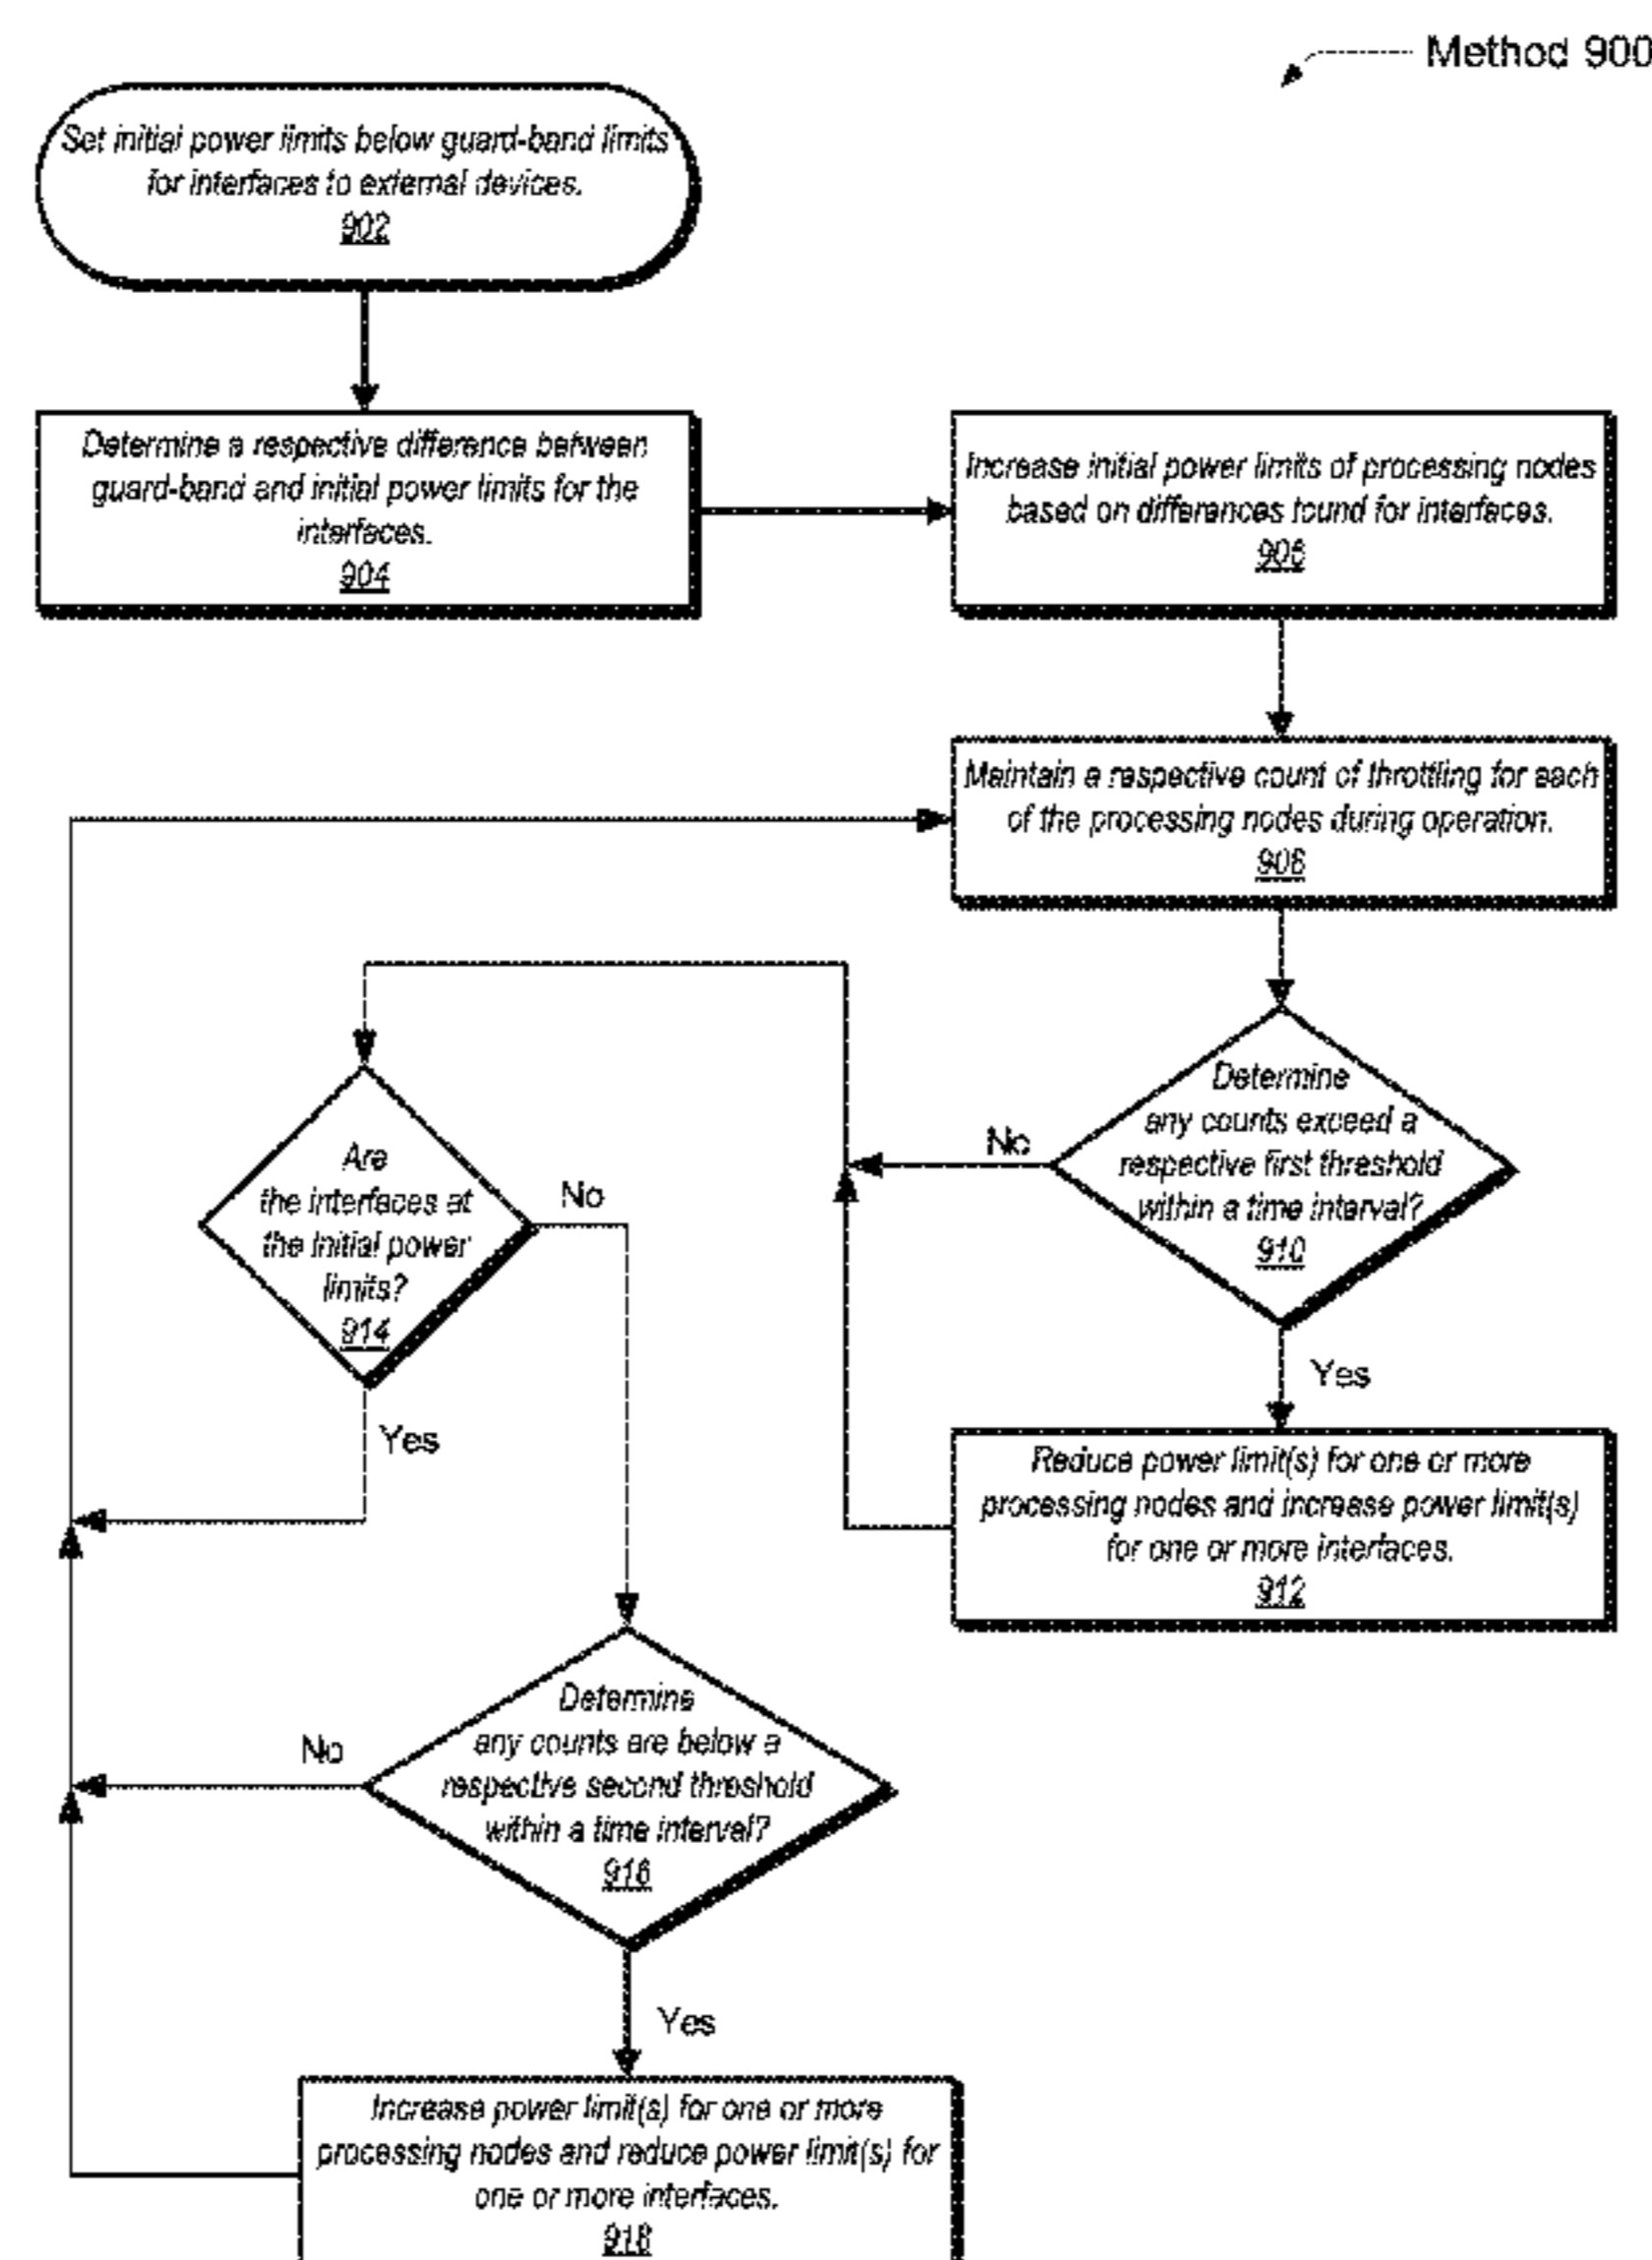 Method 900
Set initial power limits below guard-band limits
for interfaces to external devices.
902
Determine a respective difference between
guard-band and initial power limits for the
interfaces.
904
Increase initial power limits of processing nodes
based on differences found for interfaces.
906
Maintain a respective count of throttling for each
of the processing nodes during operation.
908
Determine
any counts exceed a
respective first threshold
within a time interval?
910
No
Yes
Reduce power limit(s) for one or more
processing nodes and increase power limit(s)
for one or more interfaces.
912
Are
the interfaces at
the initial power
limits?
914
No
Yes
Determine
any counts are below a
respective second threshold
within a time interval?
916
No
Yes
Increase power limit(s) for one or more
processing nodes and reduce power limit(s) for
one or more interfaces.
918